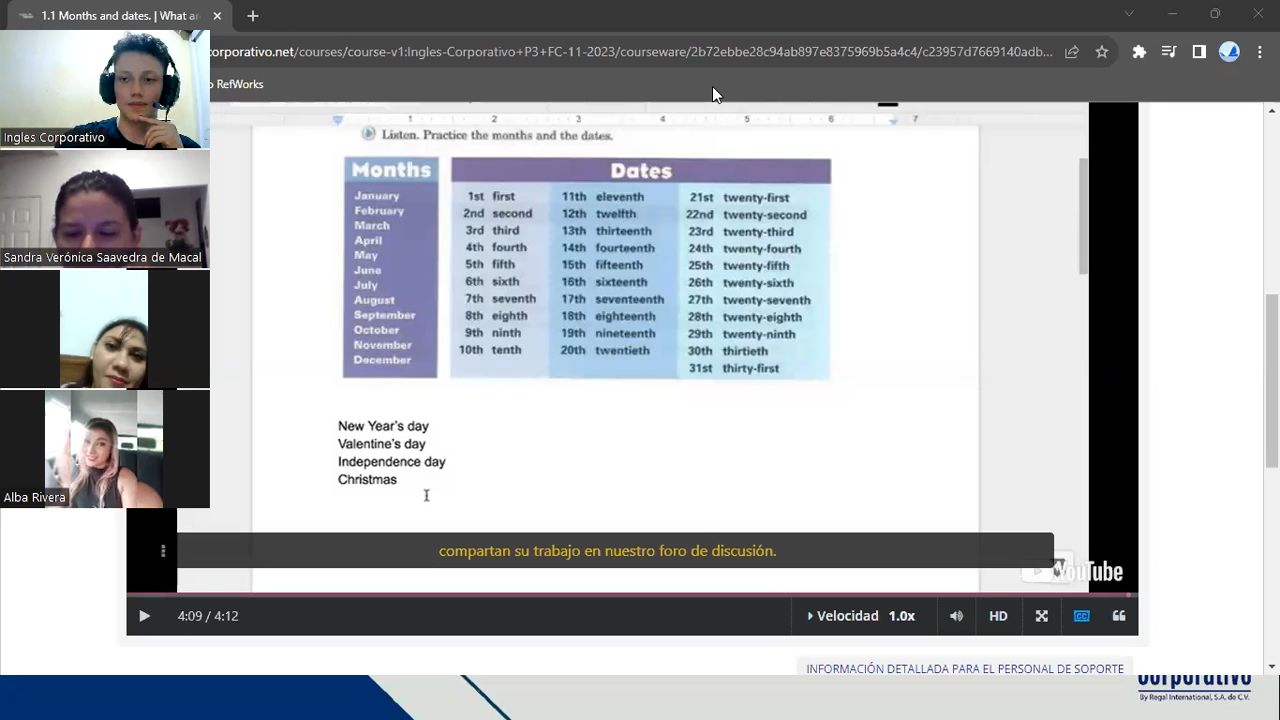 1.1 Months and dates. | What ar
corporativo.net/courses/course-v1:Ingles-Corporativo+P3+FC-11-2023/courseware/2b72ebbe28c94ab897e8375969b5a4c4/c23957d7669140adb...
RefWorks
Ingles Corporativo
Sandra Verónica Saavedra de Macal
Alba Rivera
1 2 3 4 5 6 7
Listen. Practice the months and the dates.
Months
January
February
March
April
May
June
July
August
September
October
November
December
Dates
1st first
2nd second
3rd third
4th fourth
5th fifth
6th sixth
7th seventh
8th eighth
9th ninth
10th tenth
11th eleventh
12th twelfth
13th thirteenth
14th fourteenth
15th fifteenth
16th sixteenth
17th seventeenth
18th eighteenth
19th nineteenth
20th twentieth
21st twenty-first
22nd twenty-second
23rd twenty-third
24th twenty-fourth
25th twenty-fifth
26th twenty-sixth
27th twenty-seventh
28th twenty-eighth
29th twenty-ninth
30th thirtieth
31st thirty-first
New Year's day
Valentine's day
Independence day
Christmas
compartan su trabajo en nuestro foro de discusión.
YouTube
4:09 / 4:12
Velocidad 1.0x
HD
CC
INFORMACIÓN DETALLADA PARA EL PERSONAL DE SOPORTE
corporativo
By Regal International, S.A. de C.V.